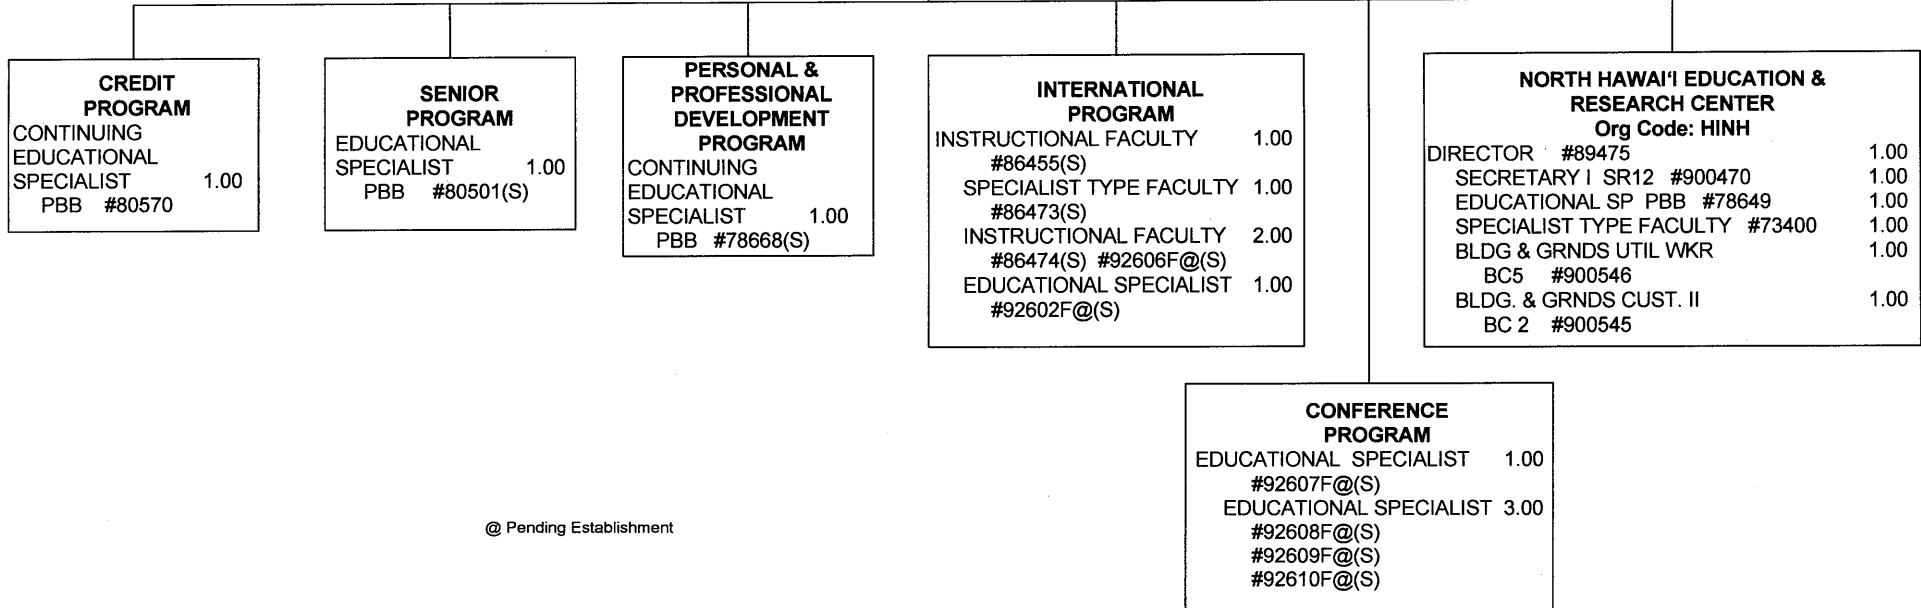 CREDIT
PROGRAM
CONTINUING
EDUCATIONAL
SPECIALIST 1.00
PBB #80570
SENIOR
PROGRAM
EDUCATIONAL
SPECIALIST 1.00
PBB #80501(S)
PERSONAL &
PROFESSIONAL
DEVELOPMENT
PROGRAM
CONTINUING
EDUCATIONAL
SPECIALIST 1.00
PBB #78668(S)
INTERNATIONAL
PROGRAM
INSTRUCTIONAL FACULTY 1.00
#86455(S)
SPECIALIST TYPE FACULTY 1.00
#86473(S)
INSTRUCTIONAL FACULTY 2.00
#86474(S) #92606F@(S)
EDUCATIONAL SPECIALIST 1.00
#92602F@(S)
NORTH HAWAI‘I EDUCATION &
RESEARCH CENTER
Org Code: HINH
DIRECTOR #89475 1.00
SECRETARY I SR12 #900470 1.00
EDUCATIONAL SP PBB #78649 1.00
SPECIALIST TYPE FACULTY #73400 1.00
BLDG & GRNDS UTIL WKR 1.00
BC5 #900546
BLDG. & GRNDS CUST. II 1.00
BC 2 #900545
CONFERENCE
PROGRAM
EDUCATIONAL SPECIALIST 1.00
#92607F@(S)
EDUCATIONAL SPECIALIST 3.00
#92608F@(S)
#92609F@(S)
#92610F@(S)
@ Pending Establishment